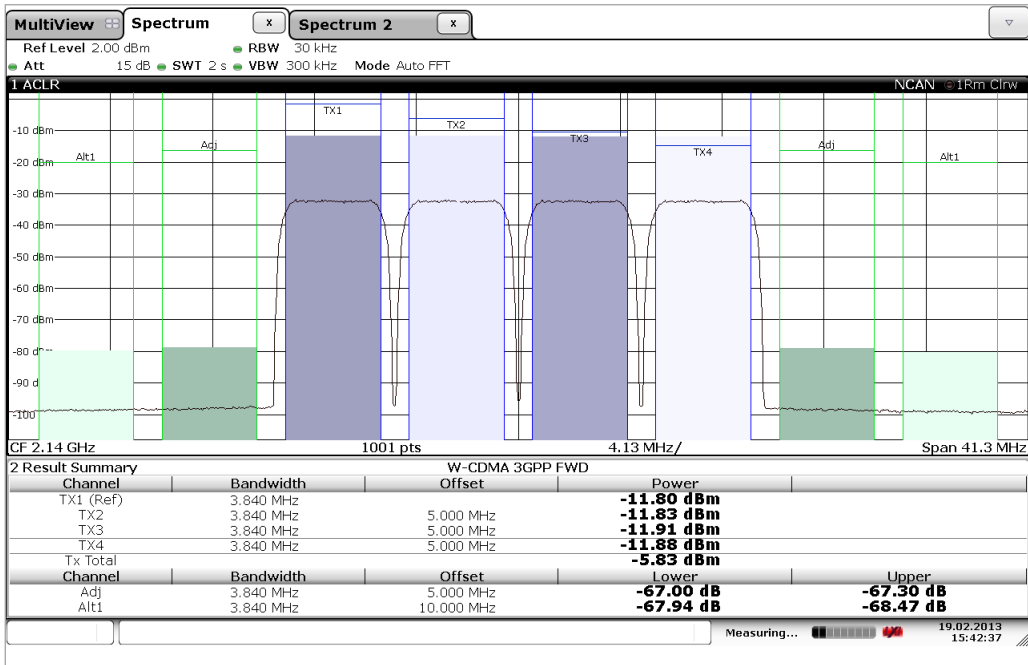 MultiView Spectrum x Spectrum 2 x
Ref Level 2.00 dBm RBW 30 kHz
Att 15 dB SWT 2 s VBW 300 kHz Mode Auto FFT
1 ACLR NCAN 1Rm Clrw
TX1
TX2
-10 dBm
TX3
Alt1 Adj TX4 Adj Alt1
-20 dBm
-30 dBm
-40 dBm
-50 dBm
-60 dBm
-70 dBm
-80 d
-90 d
-100
CF 2.14 GHz 1001 pts 4.13 MHz/ Span 41.3 MHz
2 Result Summary W-CDMA 3GPP FWD
Channel Bandwidth Offset Power
TX1 (Ref) 3.840 MHz -11.80 dBm
TX2 3.840 MHz 5.000 MHz -11.83 dBm
TX3 3.840 MHz 5.000 MHz -11.91 dBm
TX4 3.840 MHz 5.000 MHz -11.88 dBm
Tx Total -5.83 dBm
Channel Bandwidth Offset Lower Upper
Adj 3.840 MHz 5.000 MHz -67.00 dB -67.30 dB
Alt1 3.840 MHz 10.000 MHz -67.94 dB -68.47 dB
Measuring... 19.02.2013
15:42:37